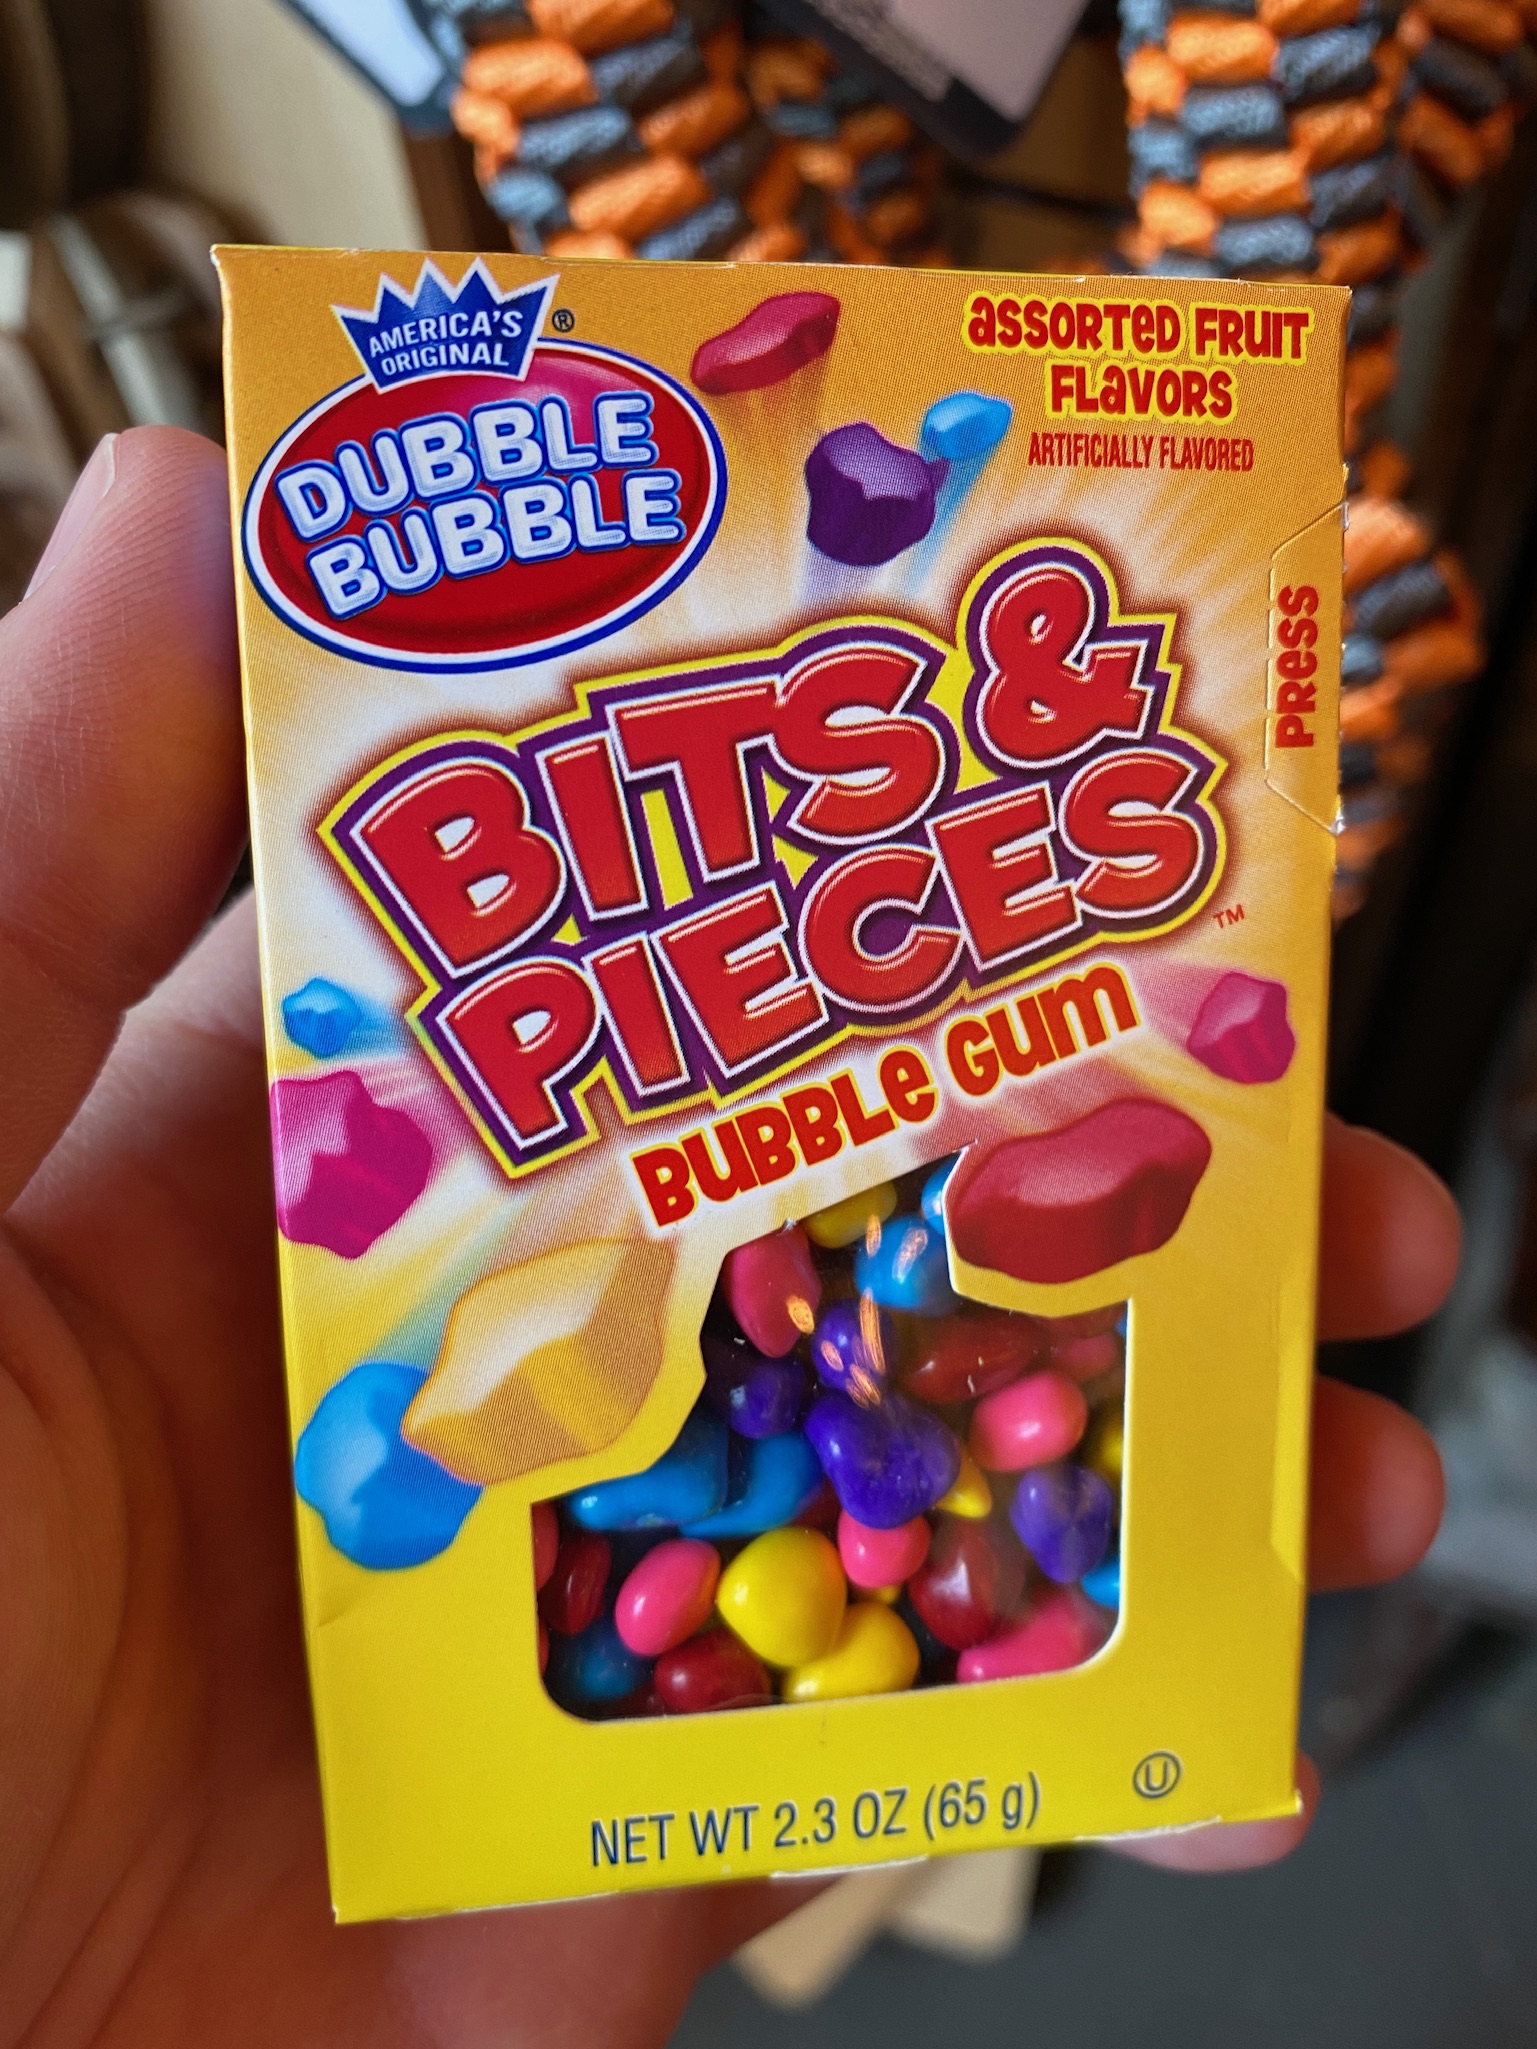 AMERICA'S
ORIGINAL
®
DUBBLE
BUBBLE
ASSORTED FRUIT
FLAVORS
ARTIFICIALLY FLAVORED
PRESS
BITS &
PIECES
TM
BUBBLE GUM
NET WT 2.3 OZ (65 g)
U